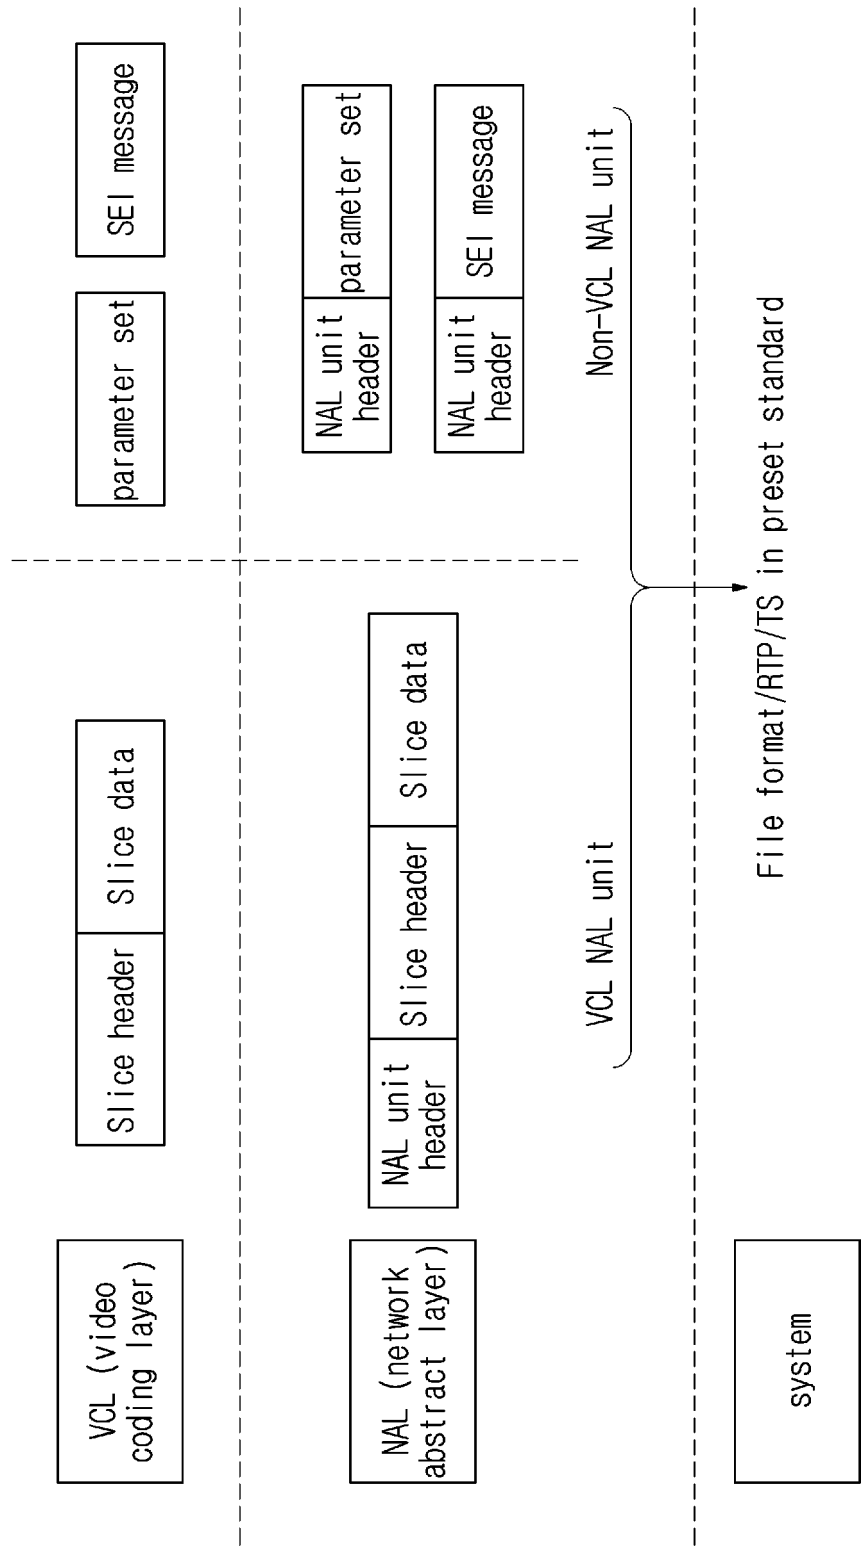 VCL (video
coding layer)
Slice header
Slice data
parameter set
SEI message
NAL (network
abstract layer)
NAL unit
header
Slice header
Slice data
NAL unit
header
parameter set
NAL unit
header
SEI message
VCL NAL unit
Non-VCL NAL unit
system
File format/RTP/TS in preset standard